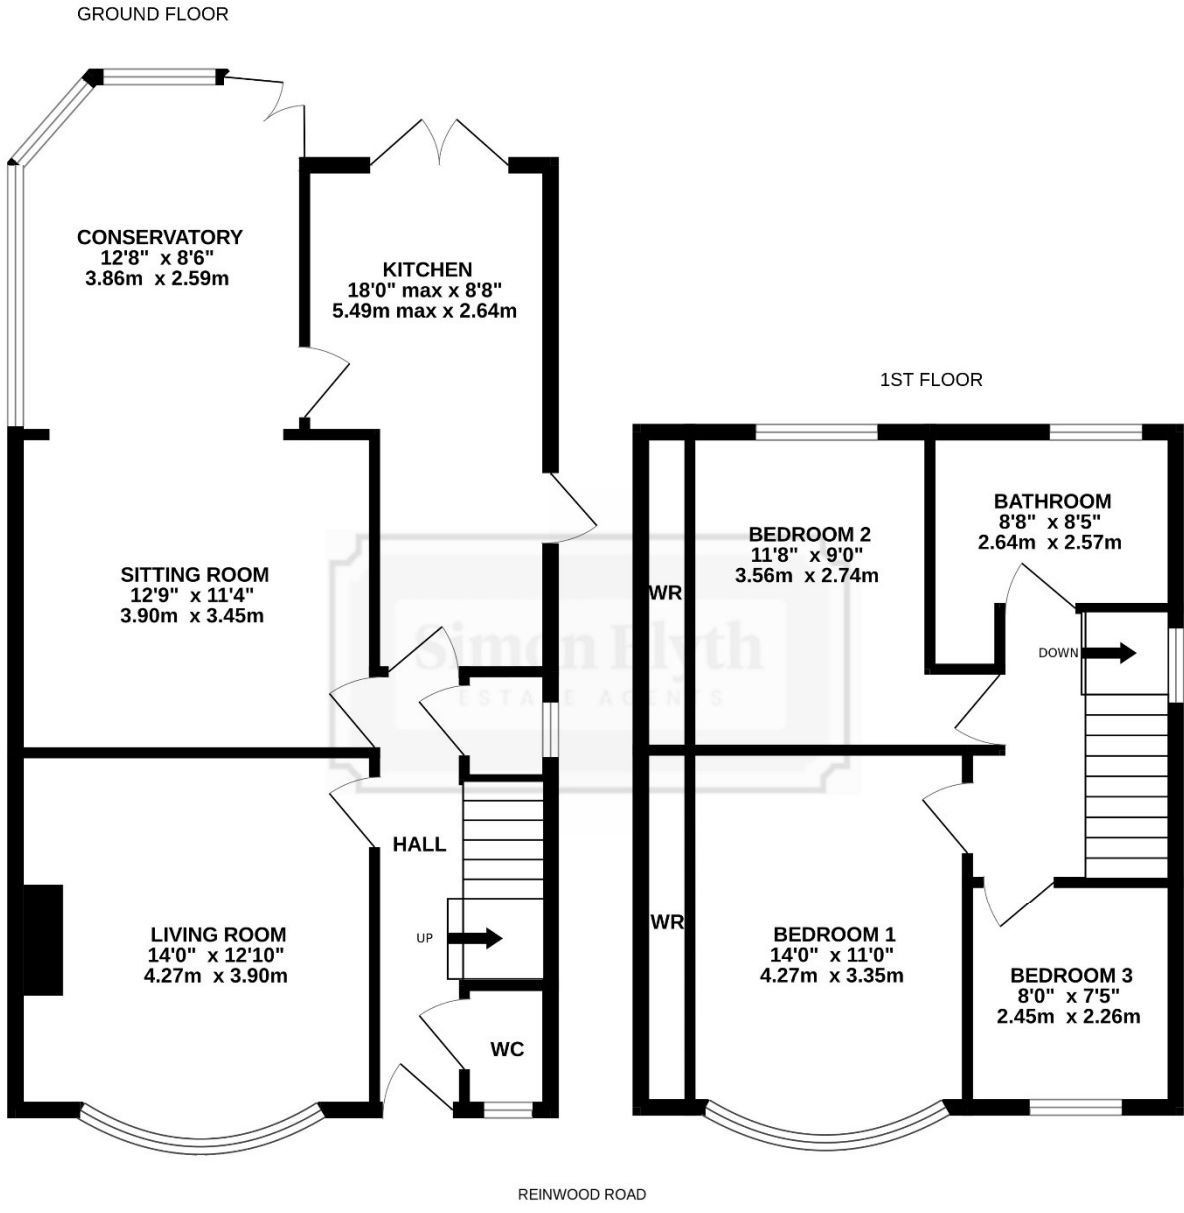 GROUND FLOOR
CONSERVATORY
12'8" x 8'6"
3.86m x 2.59m
KITCHEN
18'0" max x 8'8"
5.49m max x 2.64m
SITTING ROOM
12'9" x 11'4"
3.90m x 3.45m
HALL
LIVING ROOM
14'0" x 12'10"
4.27m x 3.90m
UP
WC
1ST FLOOR
BATHROOM
8'8" x 8'5"
2.64m x 2.57m
BEDROOM 2
11'8" x 9'0"
3.56m x 2.74m
WR
DOWN
WR
BEDROOM 1
14'0" x 11'0"
4.27m x 3.35m
BEDROOM 3
8'0" x 7'5"
2.45m x 2.26m
Simon Blyth
ESTATE AGENTS
REINWOOD ROAD